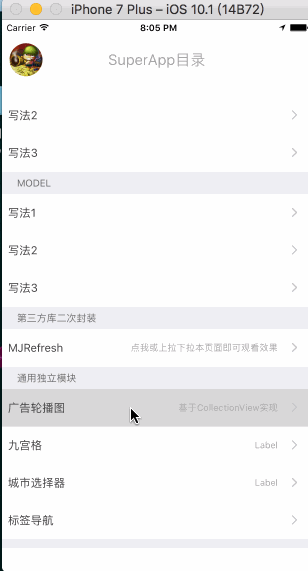 iPhone 7 Plus – iOS 10.1 (14B72)
Carrier 8:05 PM
SuperApp目录
写法2
写法3
MODEL
写法1
写法2
写法3
第三方库二次封装
MJRefresh 点我或上拉下拉本页面即可观看效果
通用独立模块
广告轮播图 基于CollectionView实现
九宫格 Label
城市选择器 Label
标签导航